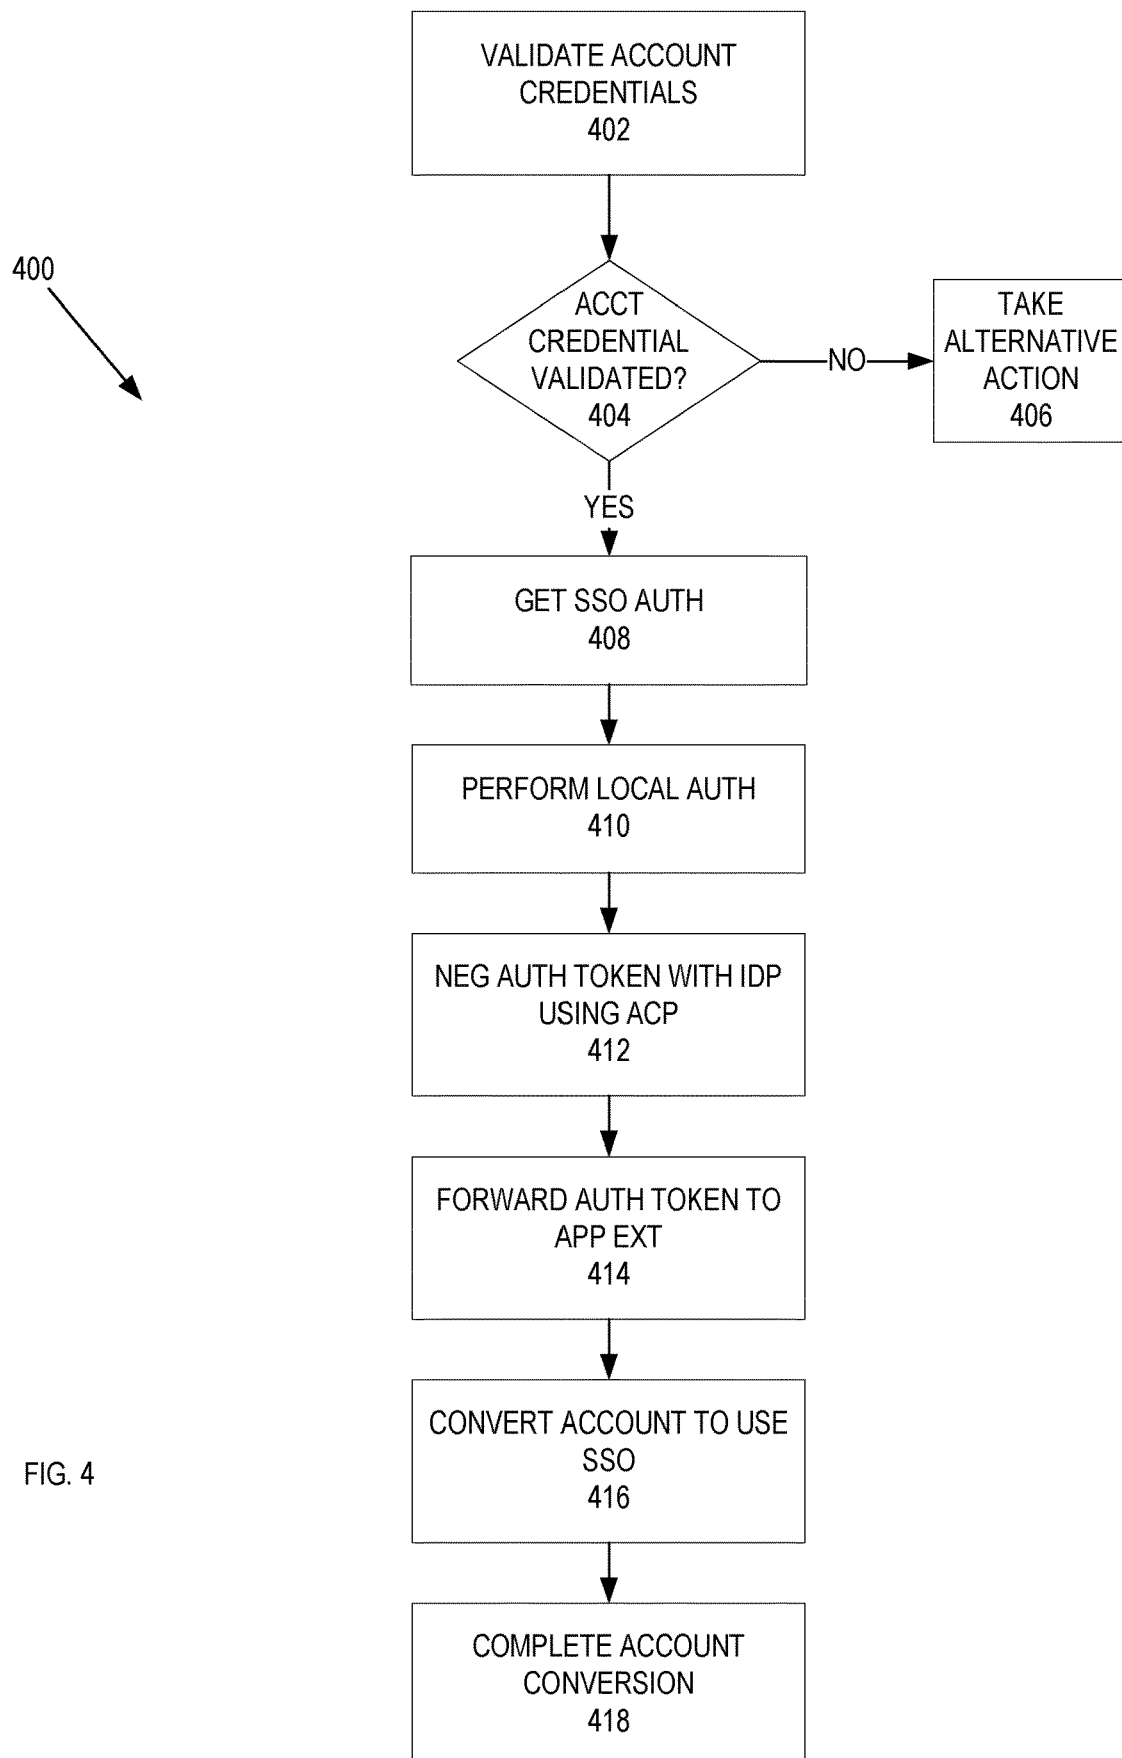 VALIDATE ACCOUNT
CREDENTIALS
402
400
ACCT
CREDENTIAL
VALIDATED?
404
NO
TAKE
ALTERNATIVE
ACTION
406
YES
GET SSO AUTH
408
PERFORM LOCAL AUTH
410
NEG AUTH TOKEN WITH IDP
USING ACP
412
FORWARD AUTH TOKEN TO
APP EXT
414
CONVERT ACCOUNT TO USE
SSO
416
FIG. 4
COMPLETE ACCOUNT
CONVERSION
418